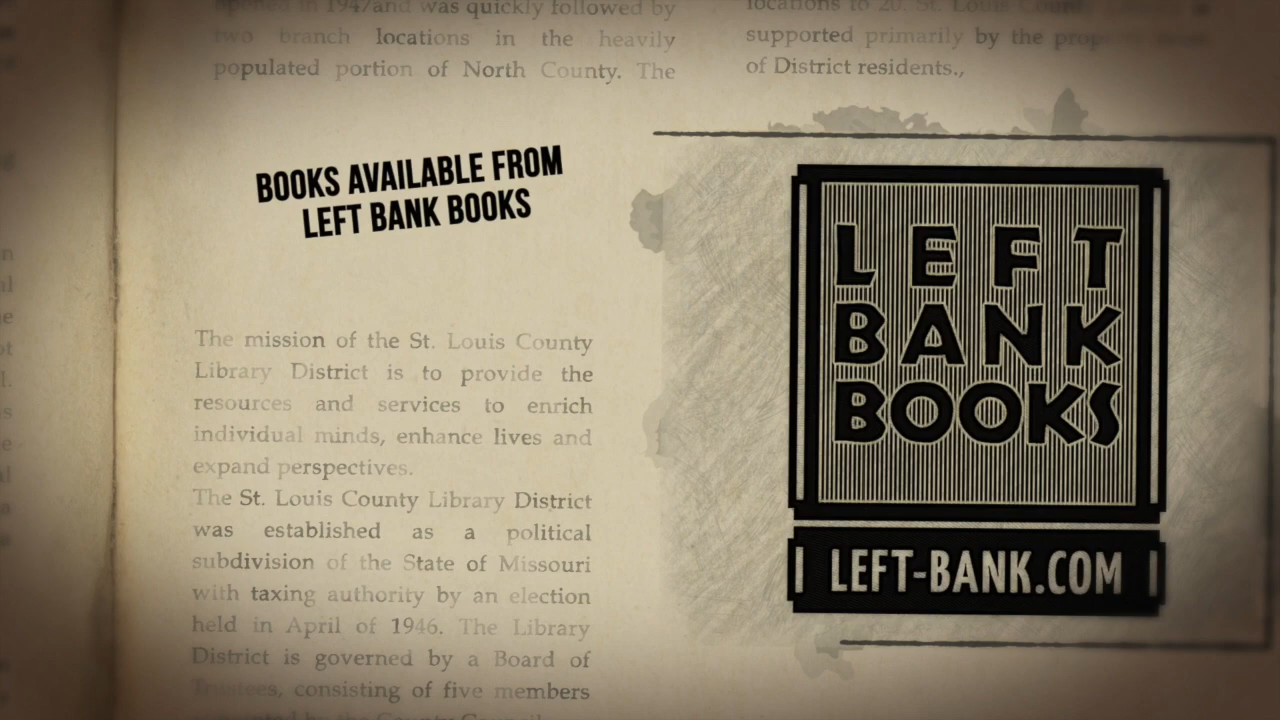 opened in 1947and was quickly followed by
two branch locations in the heavily
populated portion of North County. The
locations to 20. St. Louis County
supported primarily by the
of District residents.,
BOOKS AVAILABLE FROM
LEFT BANK BOOKS
The mission of the St. Louis County
Library District is to provide the
resources and services to enrich
individual minds, enhance lives and
expand perspectives.
The St. Louis County Library District
was established as a political
subdivision of the State of Missouri
with taxing authority by an election
held in April of 1946. The Library
District is governed by a Board of
Trustees, consisting of five members
LEFT
BANK
BOOKS
LEFT-BANK.COM